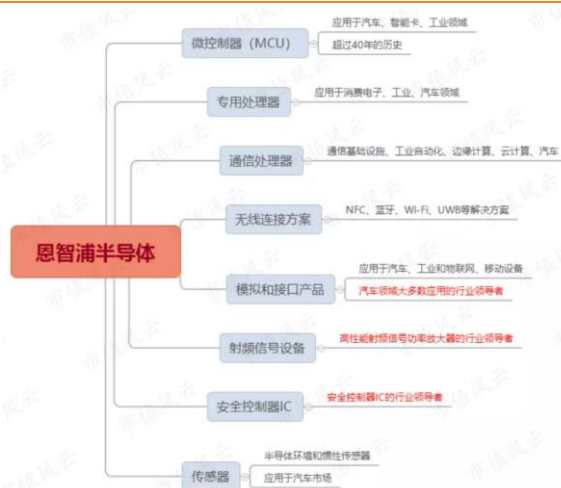 微控制器（MCU）
应用于汽车、智能卡、工业领域
超过40年的历史
专用处理器
应用于消费电子、工业、汽车领域
通信处理器
通信基础设施、工业自动化、边缘计算、云计算、汽车
无线连接方案
NFC、蓝牙、Wi-Fi、UWB等解决方案
恩智浦半导体
模拟和接口产品
应用于汽车、工业和物联网、移动设备
汽车领域大多数应用的行业领导者
射频信号设备
高性能射频信号功率放大器的行业领导者
安全控制器IC
安全控制器IC的行业领导者
传感器
半导体环境和惯性传感器
应用于汽车市场
市值风云